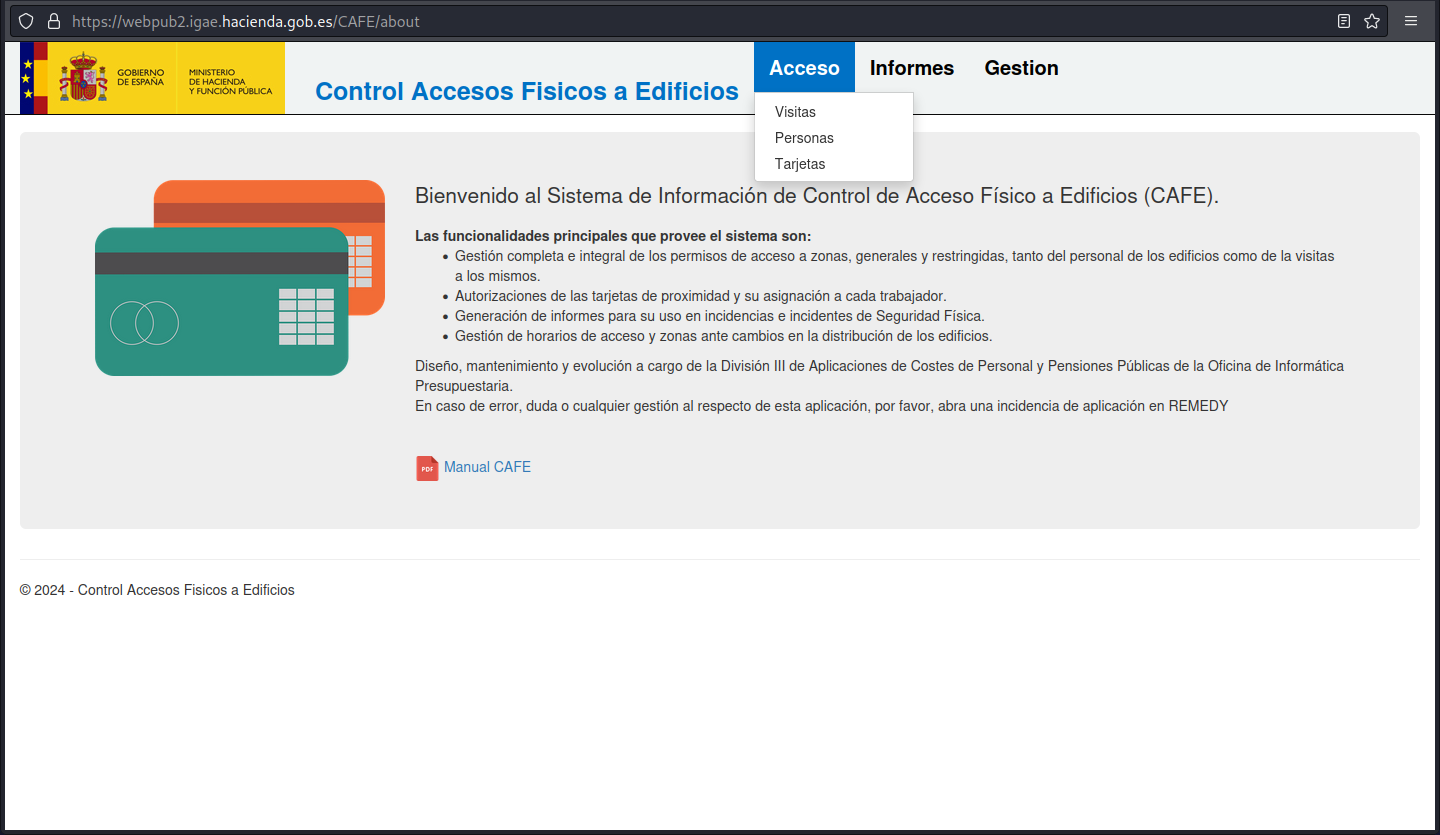 https://webpub2.igae.hacienda.gob.es/CAFE/about
GOBIERNO
DE ESPAÑA
MINISTERIO
DE HACIENDA
Y FUNCIÓN PÚBLICA
Control Accesos Fisicos a Edificios
Acceso
Informes
Gestion
Visitas
Personas
Tarjetas
Bienvenido al Sistema de Información de Control de Acceso Físico a Edificios (CAFE).
Las funcionalidades principales que provee el sistema son:
• Gestión completa e integral de los permisos de acceso a zonas, generales y restringidas, tanto del personal de los edificios como de la visitas
a los mismos.
• Autorizaciones de las tarjetas de proximidad y su asignación a cada trabajador.
• Generación de informes para su uso en incidencias e incidentes de Seguridad Física.
• Gestión de horarios de acceso y zonas ante cambios en la distribución de los edificios.
Diseño, mantenimiento y evolución a cargo de la División III de Aplicaciones de Costes de Personal y Pensiones Públicas de la Oficina de Informática
Presupuestaria.
En caso de error, duda o cualquier gestión al respecto de esta aplicación, por favor, abra una incidencia de aplicación en REMEDY
PDF
Manual CAFE
© 2024 - Control Accesos Fisicos a Edificios